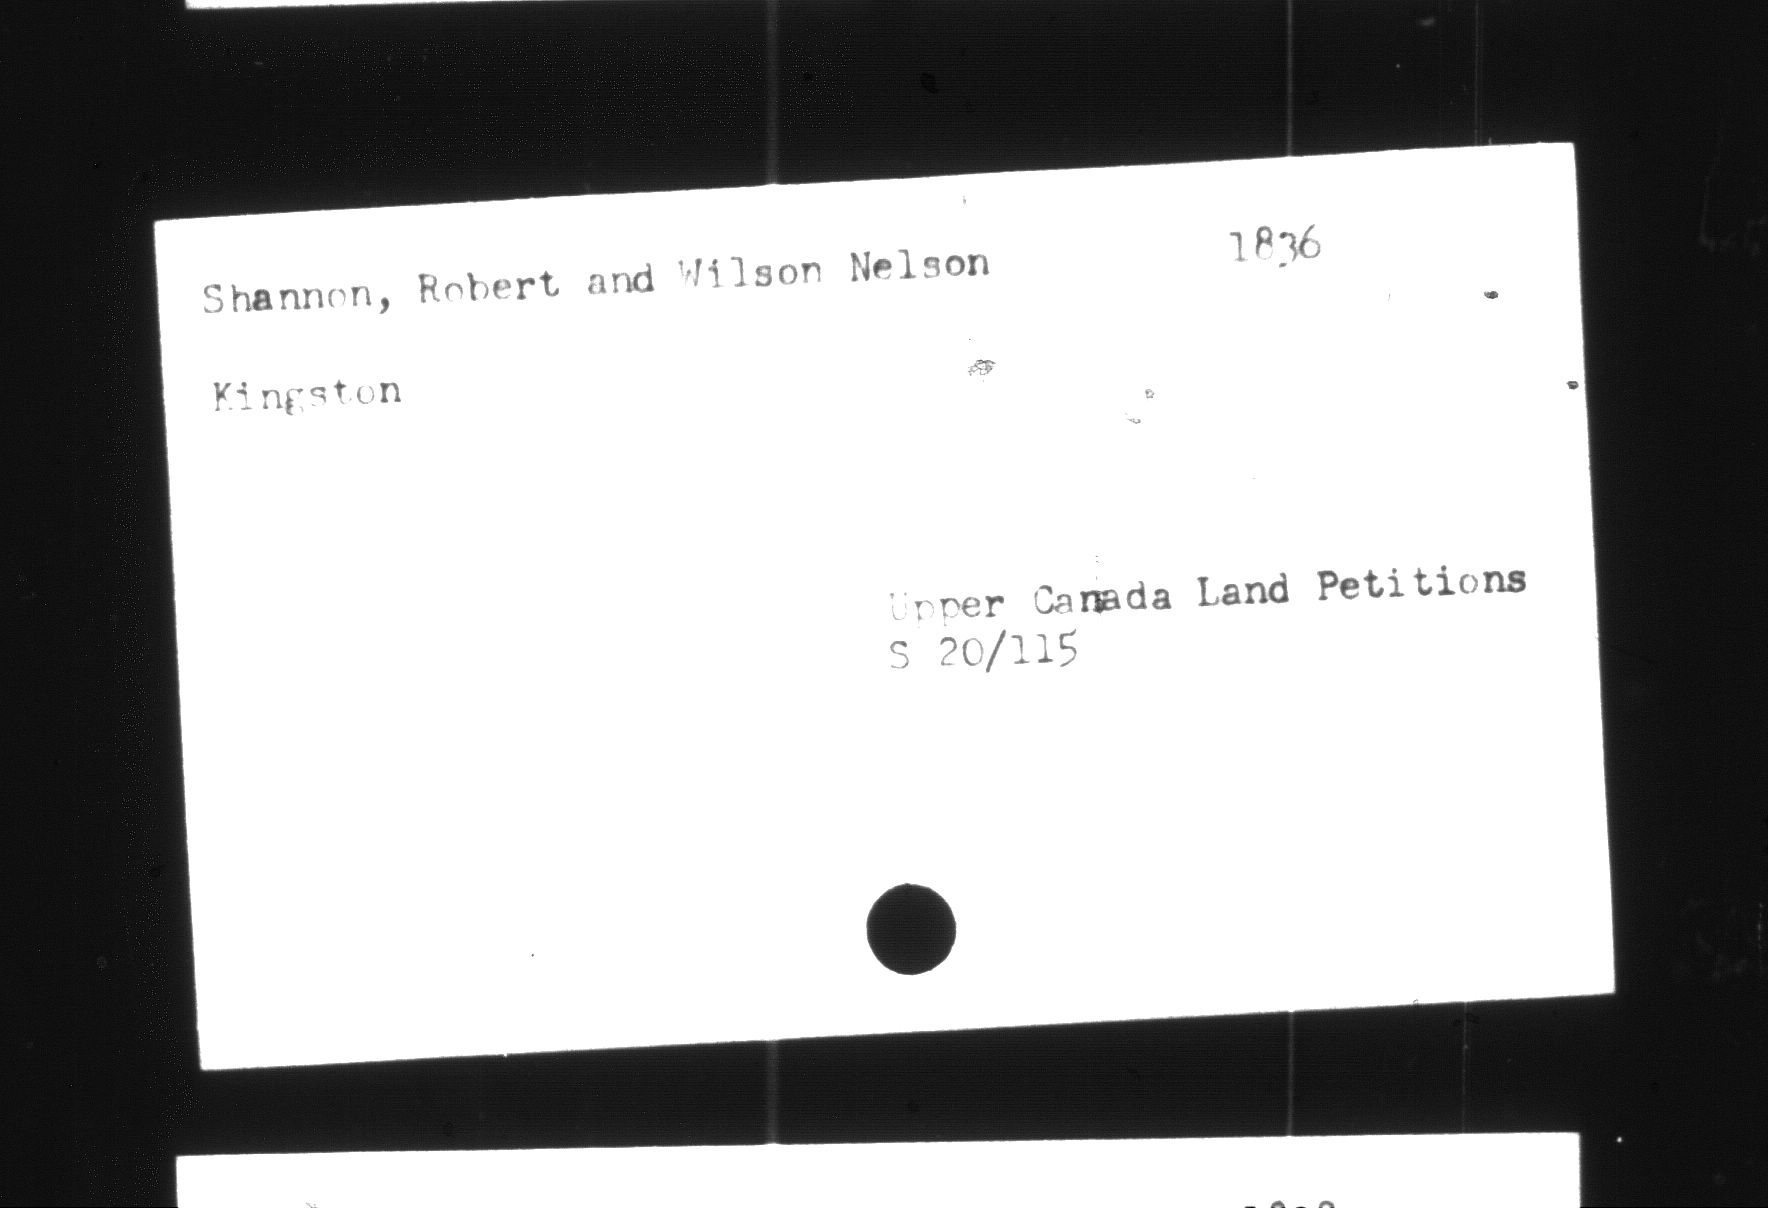 Shannon, Robert and Wilson Nelson 1836
Kingston
Upper Canada Land Petitions
S 20/115